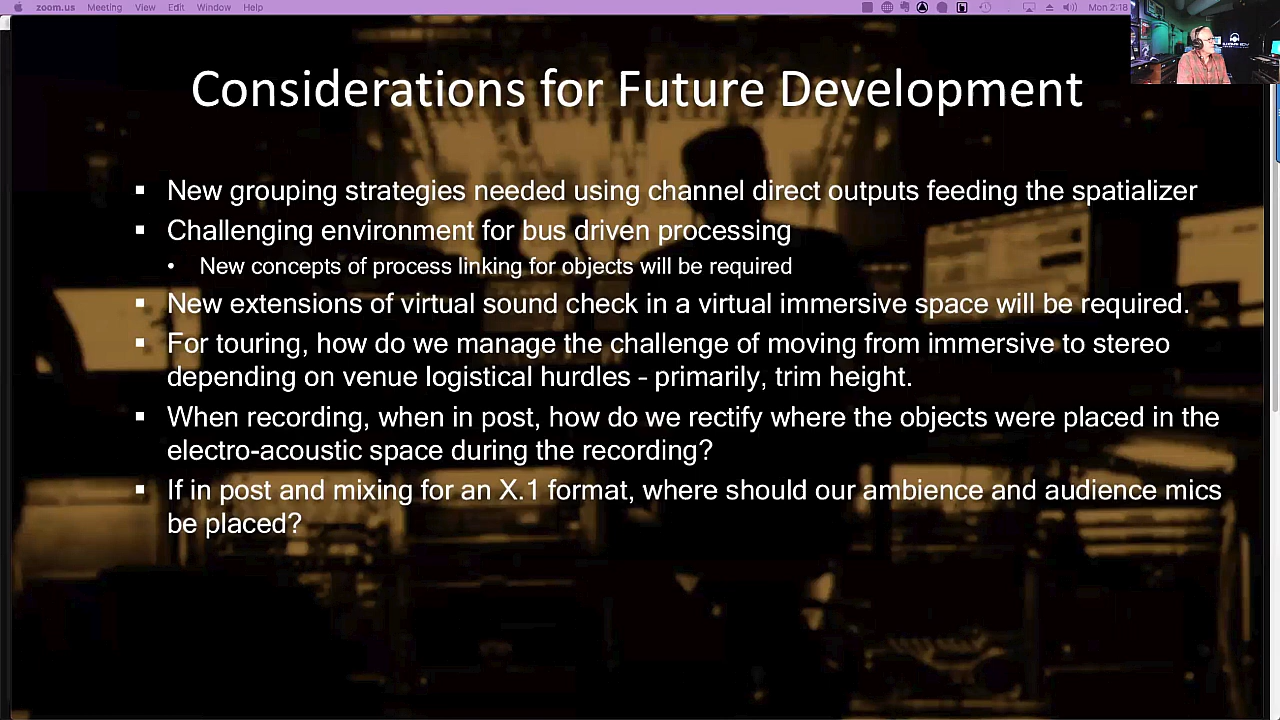 zoom.us Meeting View Edit Window Help Mon 2:18
Considerations for Future Development
▪ New grouping strategies needed using channel direct outputs feeding the spatializer
▪ Challenging environment for bus driven processing
• New concepts of process linking for objects will be required
▪ New extensions of virtual sound check in a virtual immersive space will be required.
▪ For touring, how do we manage the challenge of moving from immersive to stereo
depending on venue logistical hurdles - primarily, trim height.
▪ When recording, when in post, how do we rectify where the objects were placed in the
electro-acoustic space during the recording?
▪ If in post and mixing for an X.1 format, where should our ambience and audience mics
be placed?